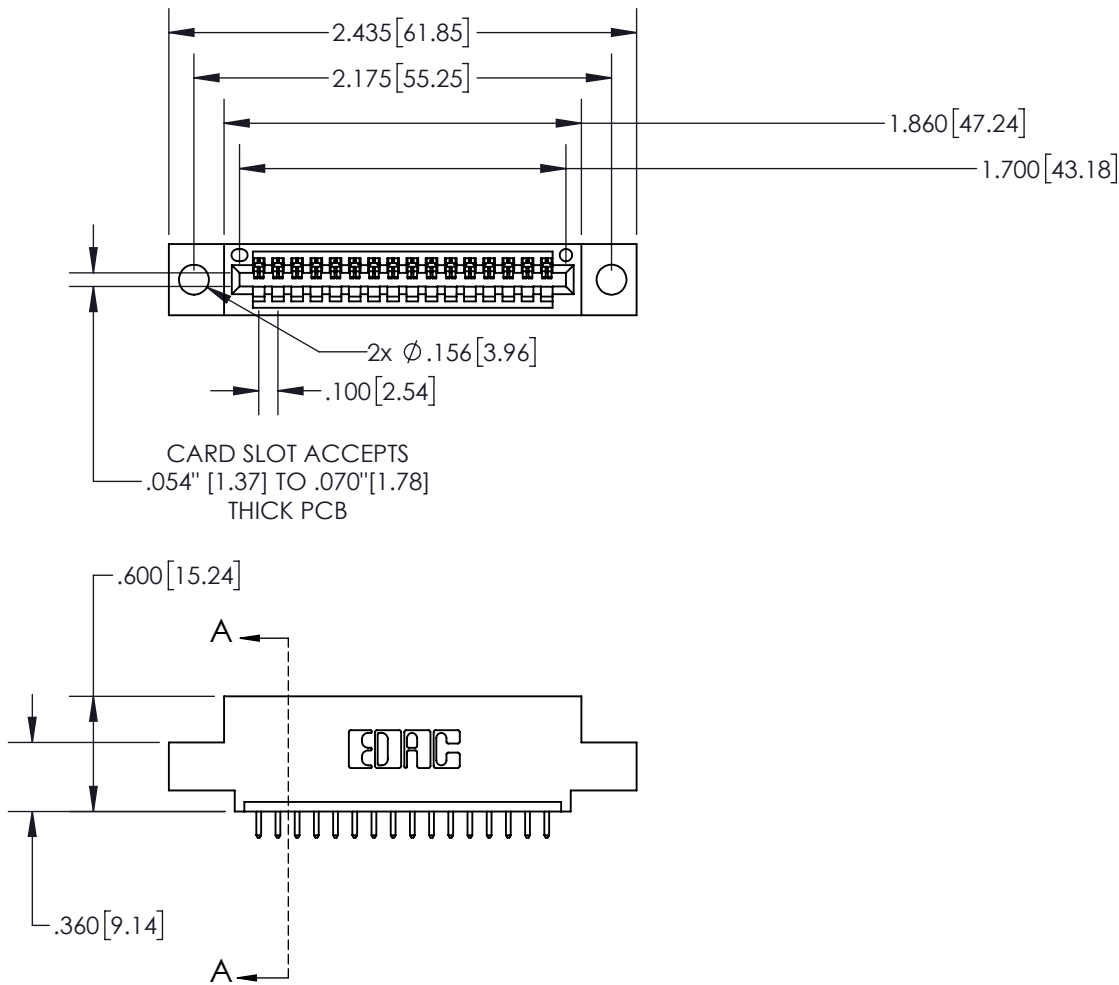 2.435[61.85]
2.175[55.25]
1.860[47.24]
1.700[43.18]
2x ∅.156[3.96]
.100[2.54]
CARD SLOT ACCEPTS
.054" [1.37] TO .070"[1.78]
THICK PCB
.600[15.24]
A
EDAC
.360[9.14]
A